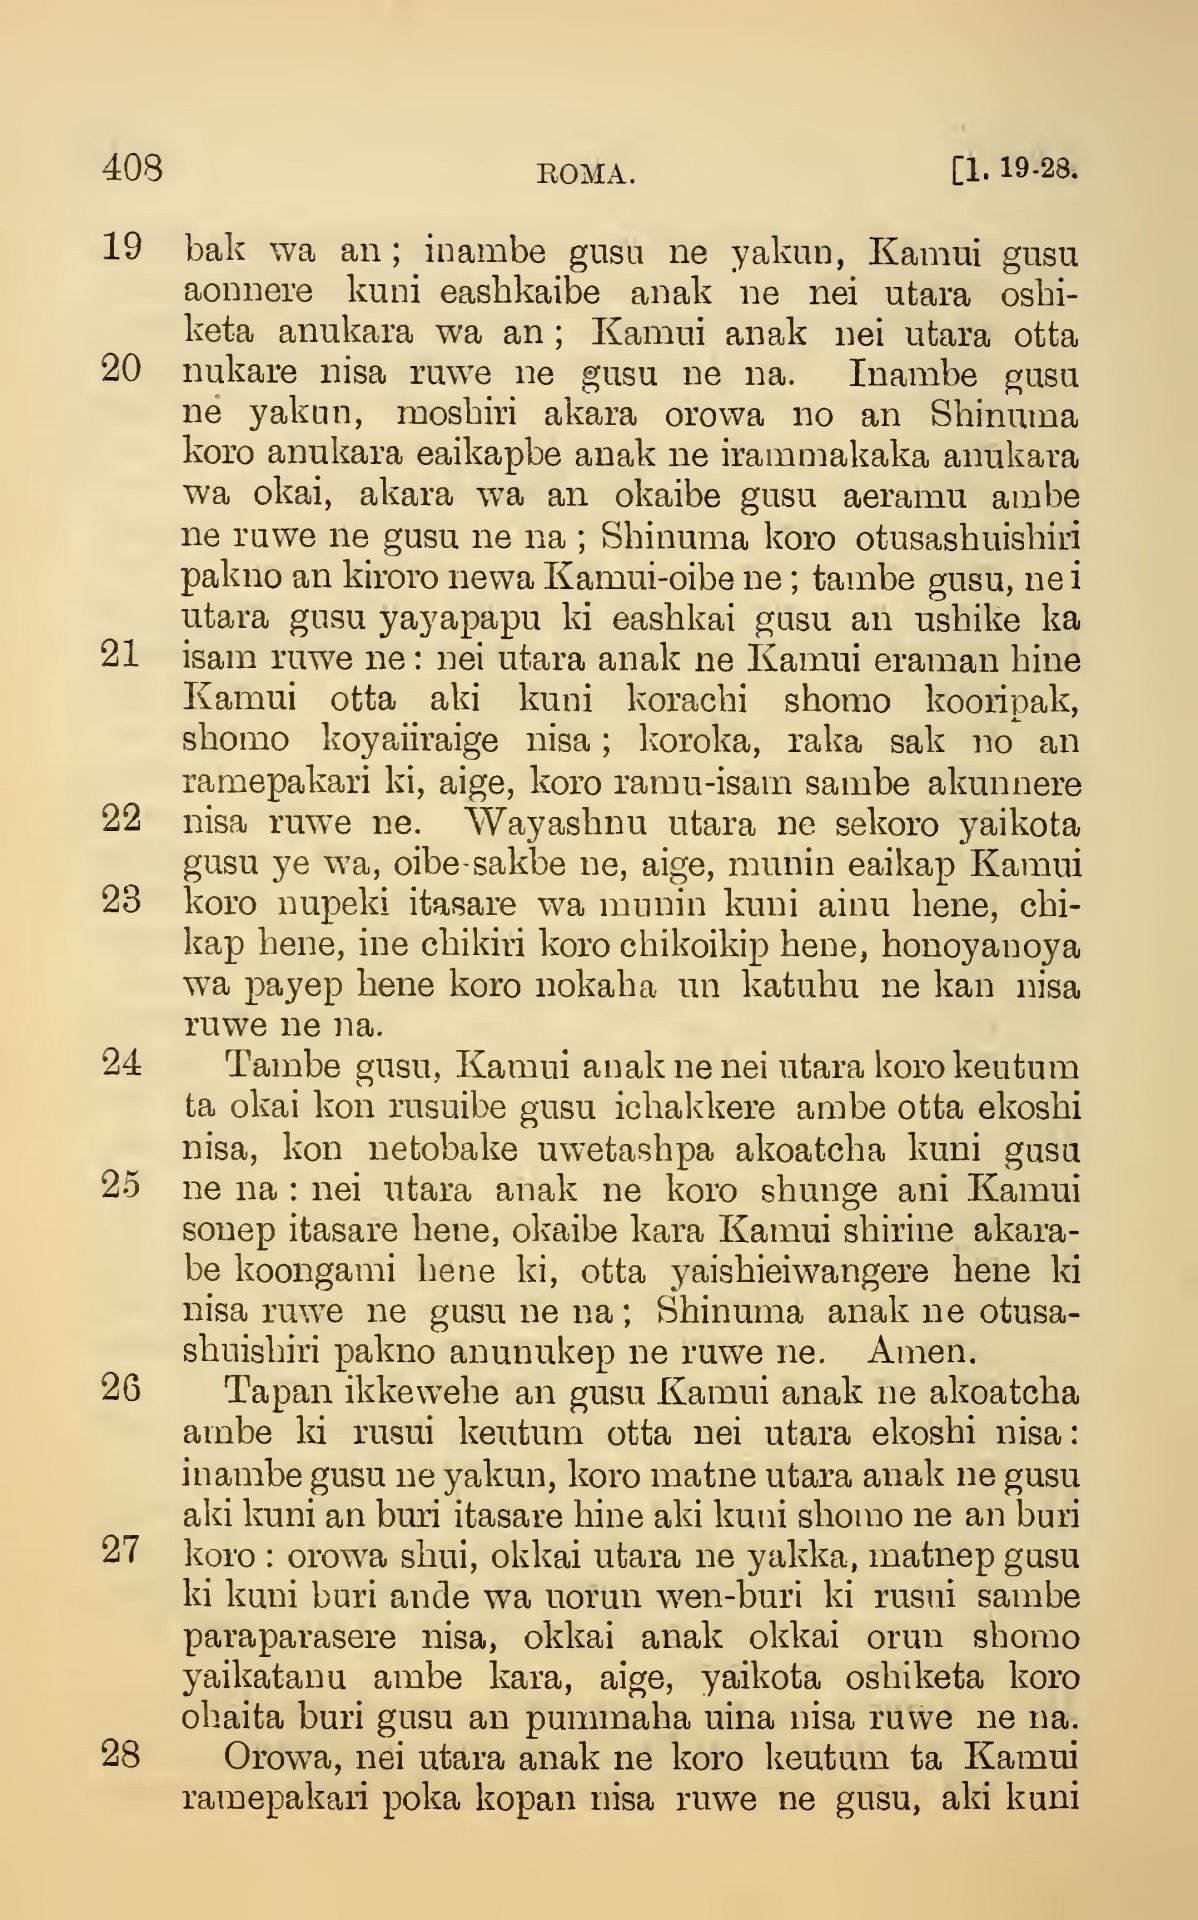 408 ROMA. [1. 19-28.
19 bak wa an ; inambe gusu ne yakun, Kamui gusu
aonnere kuni eashkaibe anak ne nei utara oshi-
keta anukara wa an ; Kamui anak nei utara otta
20 nukare nisa ruwe ne gusu ne na. Inambe gusu
ne yakun, moshiri akara orowa no an Shinuma
koro anukara eaikapbe anak ne irammakaka anukara
wa okai, akara wa an okaibe gusu aeramu ambe
ne ruwe ne gusu ne na ; Shinuma koro otusashuishiri
pakno an kiroro newa Kamui-oibe ne ; tambe gusu, nei
utara gusu yayapapu ki eashkai gusu an ushike ka
21 isam ruwe ne : nei utara anak ne Kamui eraman hine
Kamui otta aki kuni korachi shomo kooripak,
shomo koyaiiraige nisa ; koroka, raka sak no an
ramepakari ki, aige, koro ramu-isam sambe akunnere
22 nisa ruwe ne. Wayashnu utara ne sekoro yaikota
gusu ye wa, oibe-sakbe ne, aige, munin eaikap Kamui
23 koro nupeki itasare wa munin kuni ainu hene, chi-
kap hene, ine chikiri koro chikoikip hene, honoyanoya
wa payep hene koro nokaha un katuhu ne kan nisa
ruwe ne na.
24 Tambe gusu, Kamui anak ne nei utara koro keutum
ta okai kon rusuibe gusu ichakkere ambe otta ekoshi
nisa, kon netobake uwetashpa akoatcha kuni gusu
25 ne na : nei utara anak ne koro shunge ani Kamui
sonep itasare hene, okaibe kara Kamui shirine akara-
be koongami hene ki, otta yaishieiwangere hene ki
nisa ruwe ne gusu ne na ; Shinuma anak ne otusa-
shuishiri pakno anunukep ne ruwe ne. Amen.
26 Tapan ikkewehe an gusu Kamui anak ne akoatcha
ambe ki rusui keutum otta nei utara ekoshi nisa :
inambe gusu ne yakun, koro matne utara anak ne gusu
aki kuni an buri itasare hine aki kuni shomo ne an buri
27 koro : orowa shui, okkai utara ne yakka, matnep gusu
ki kuni buri ande wa uorun wen-buri ki rusui sambe
paraparasere nisa, okkai anak okkai orun shomo
yaikatanu ambe kara, aige, yaikota oshiketa koro
ohaita buri gusu an pummaha uina nisa ruwe ne na.
28 Orowa, nei utara anak ne koro keutum ta Kamui
ramepakari poka kopan nisa ruwe ne gusu, aki kuni